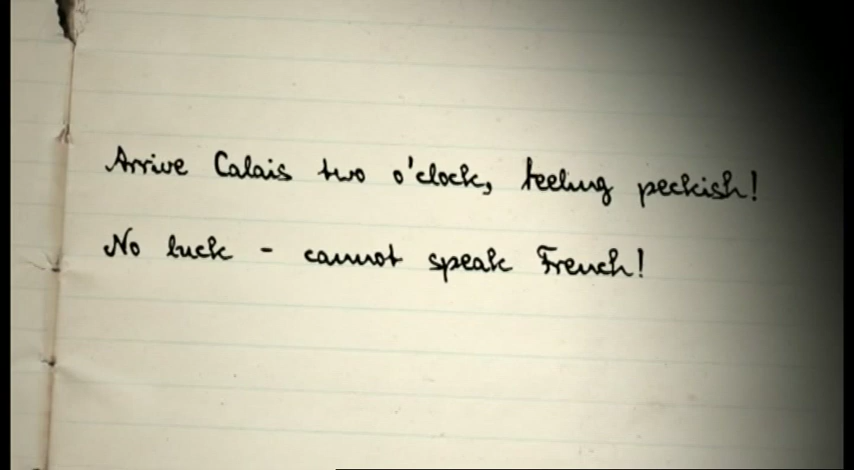 Arrive Calais two o'clock, feeling peckish!
No luck - cannot speak French!